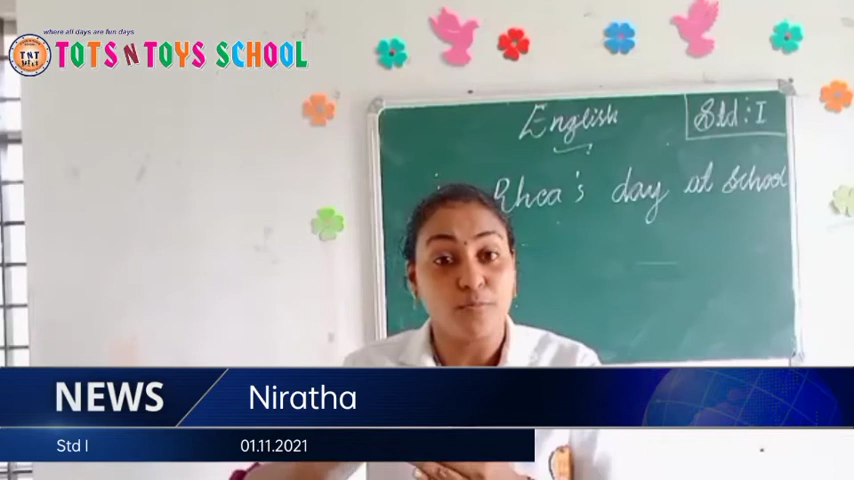 where all days are fun days
TOTS N TOYS SCHOOL
TNT
English
Std : I
Rhea's day at school
NEWS
Niratha
Std I
01.11.2021